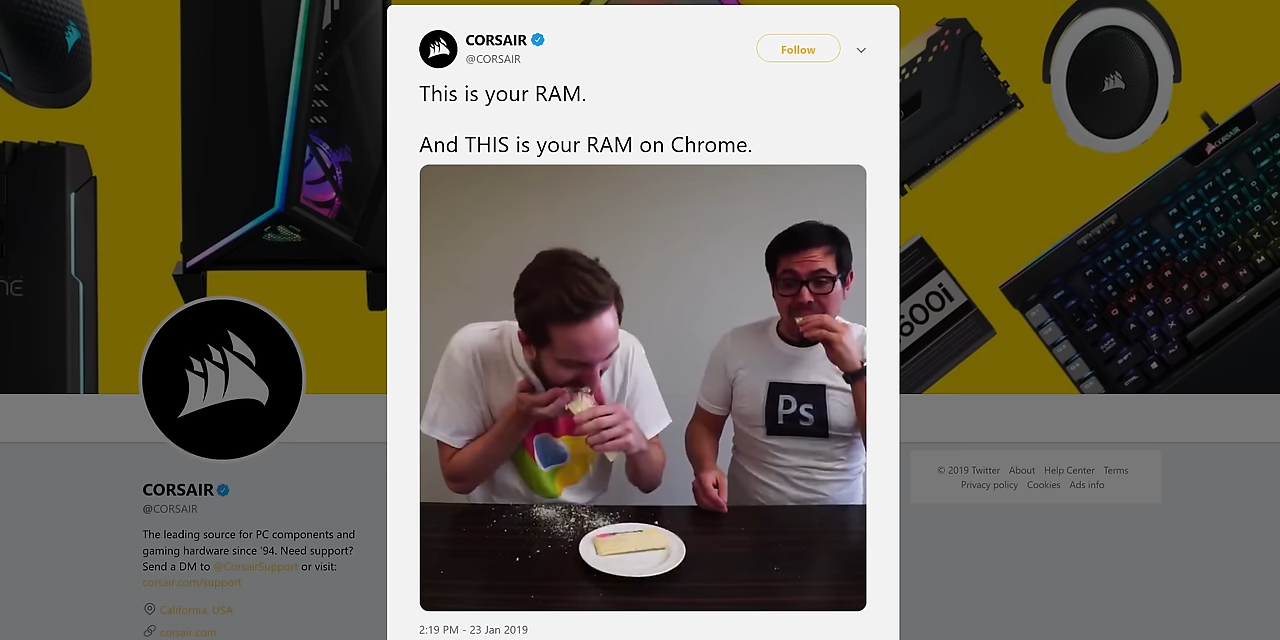 CORSAIR
@CORSAIR
Follow
This is your RAM.
And THIS is your RAM on Chrome.
Ps
2:19 PM - 23 Jan 2019
CORSAIR
@CORSAIR
The leading source for PC components and
gaming hardware since '94. Need support?
Send a DM to @CorsairSupport or visit:
corsair.com/support
California, USA
corsair.com
© 2019 Twitter About Help Center Terms
Privacy policy Cookies Ads info
600i
CORSAIR